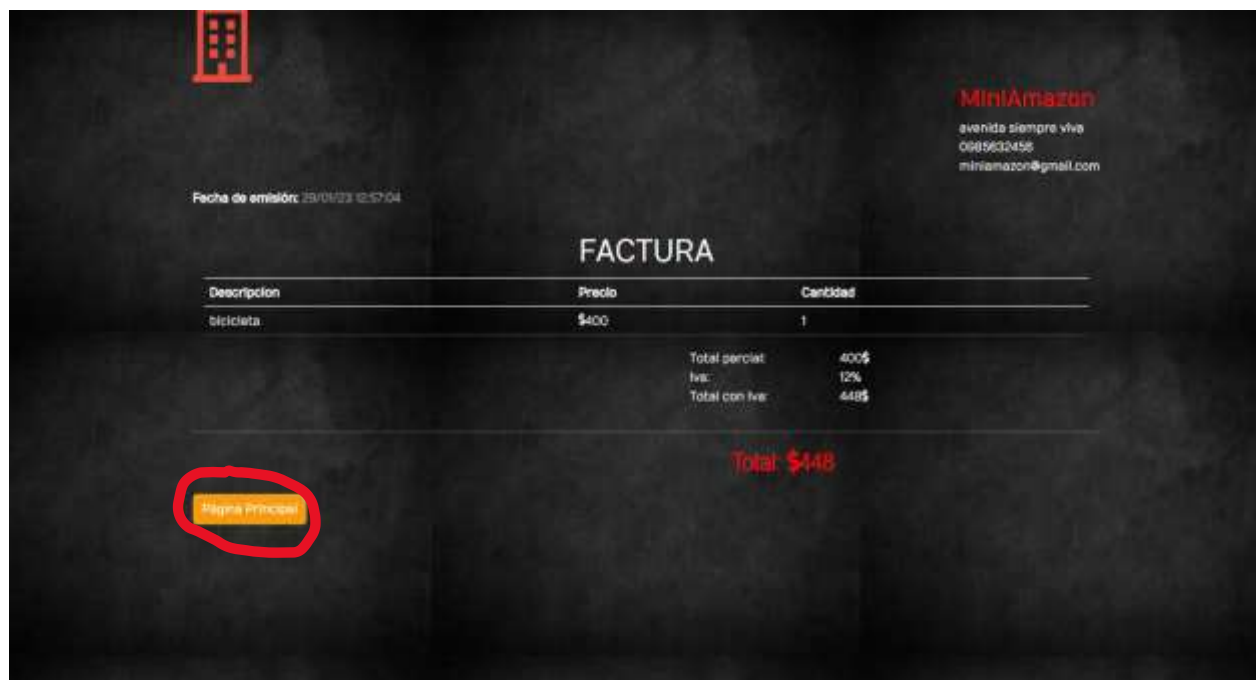 MiniAmazon
avenida siempre viva
0985632456
miniamazon@gmail.com
Fecha de emisión: 29/01/23 12:57:04
FACTURA
Descripcion Precio Cantidad
bicicleta $400 1
Total parcial: 400$
Iva: 12%
Total con Iva: 448$
Total: $448
Página Principal